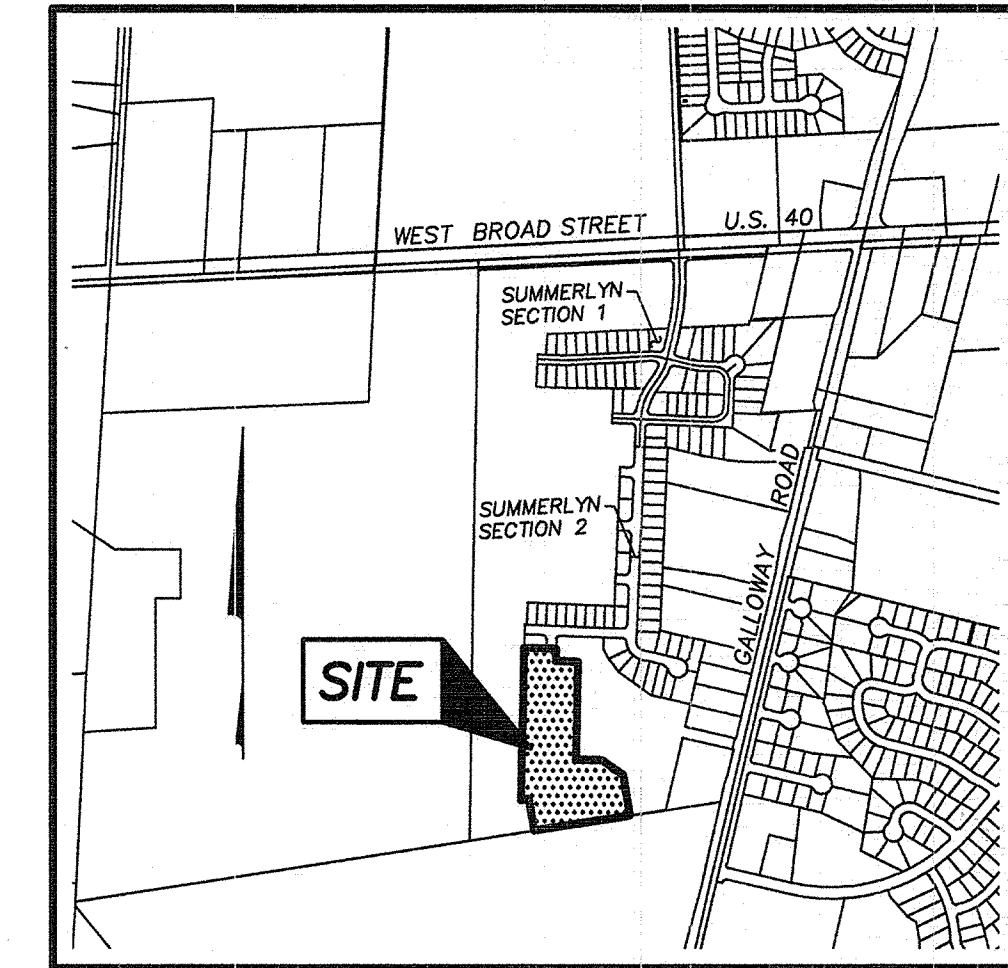 WEST BROAD STREET U.S. 40
SUMMERLYN
SECTION 1
SUMMERLYN
SECTION 2
GALLOWAY ROAD
SITE